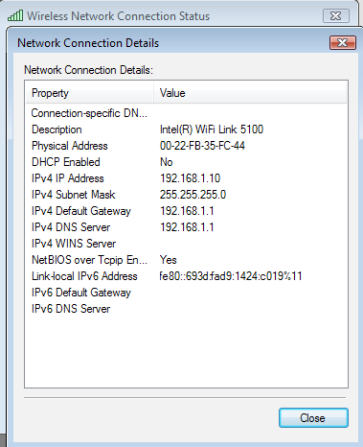 Wireless Network Connection Status
Network Connection Details
Network Connection Details:
Property Value
Connection-specific DN...
Description Intel(R) WiFi Link 5100
Physical Address 00-22-FB-35-FC-44
DHCP Enabled No
IPv4 IP Address 192.168.1.10
IPv4 Subnet Mask 255.255.255.0
IPv4 Default Gateway 192.168.1.1
IPv4 DNS Server 192.168.1.1
IPv4 WINS Server
NetBIOS over Tcpip En... Yes
Link-local IPv6 Address fe80::693d:fad9:1424:c019%11
IPv6 Default Gateway
IPv6 DNS Server
Close